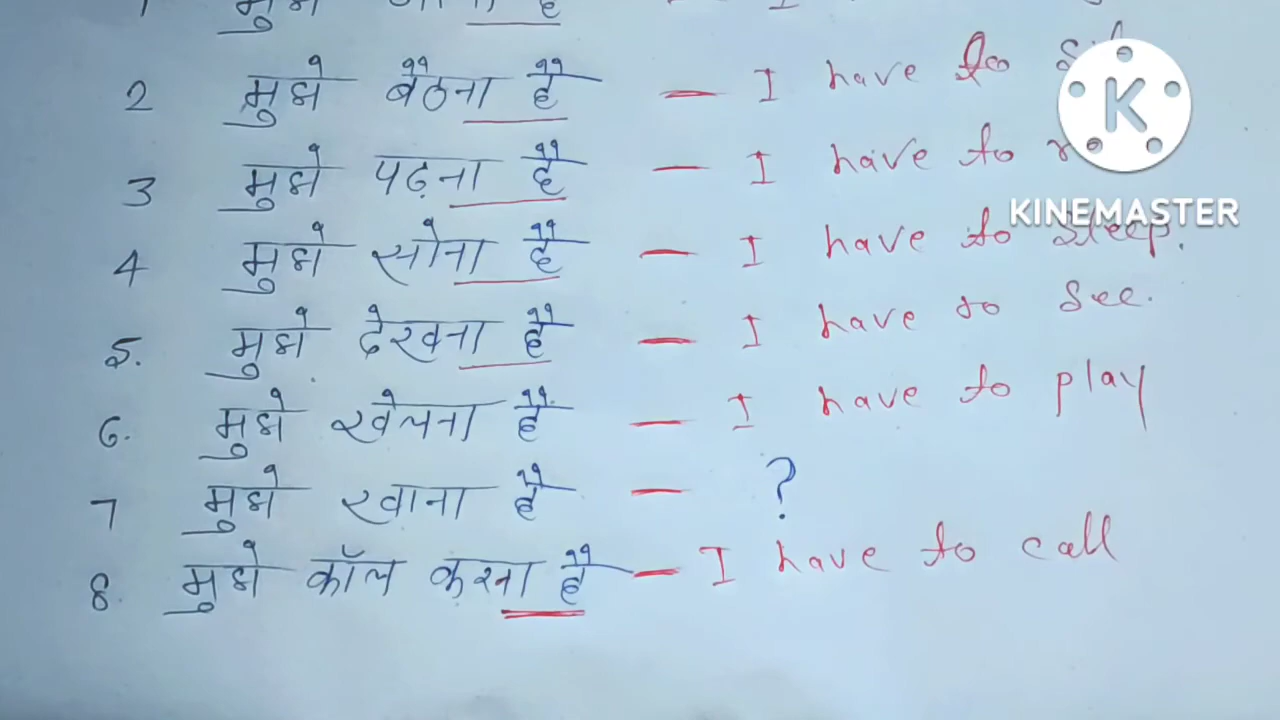 2 मुझे बैठना है — I have to
3 मुझे पढ़ना है — I have to
4 मुझे सोना है — I have to sleep.
5. मुझे देखना है — I have to see.
6. मुझे खेलना है — I have to play
7 मुझे खाना है — ?
8. मुझे कॉल करना है — I have to call
K
KINEMASTER